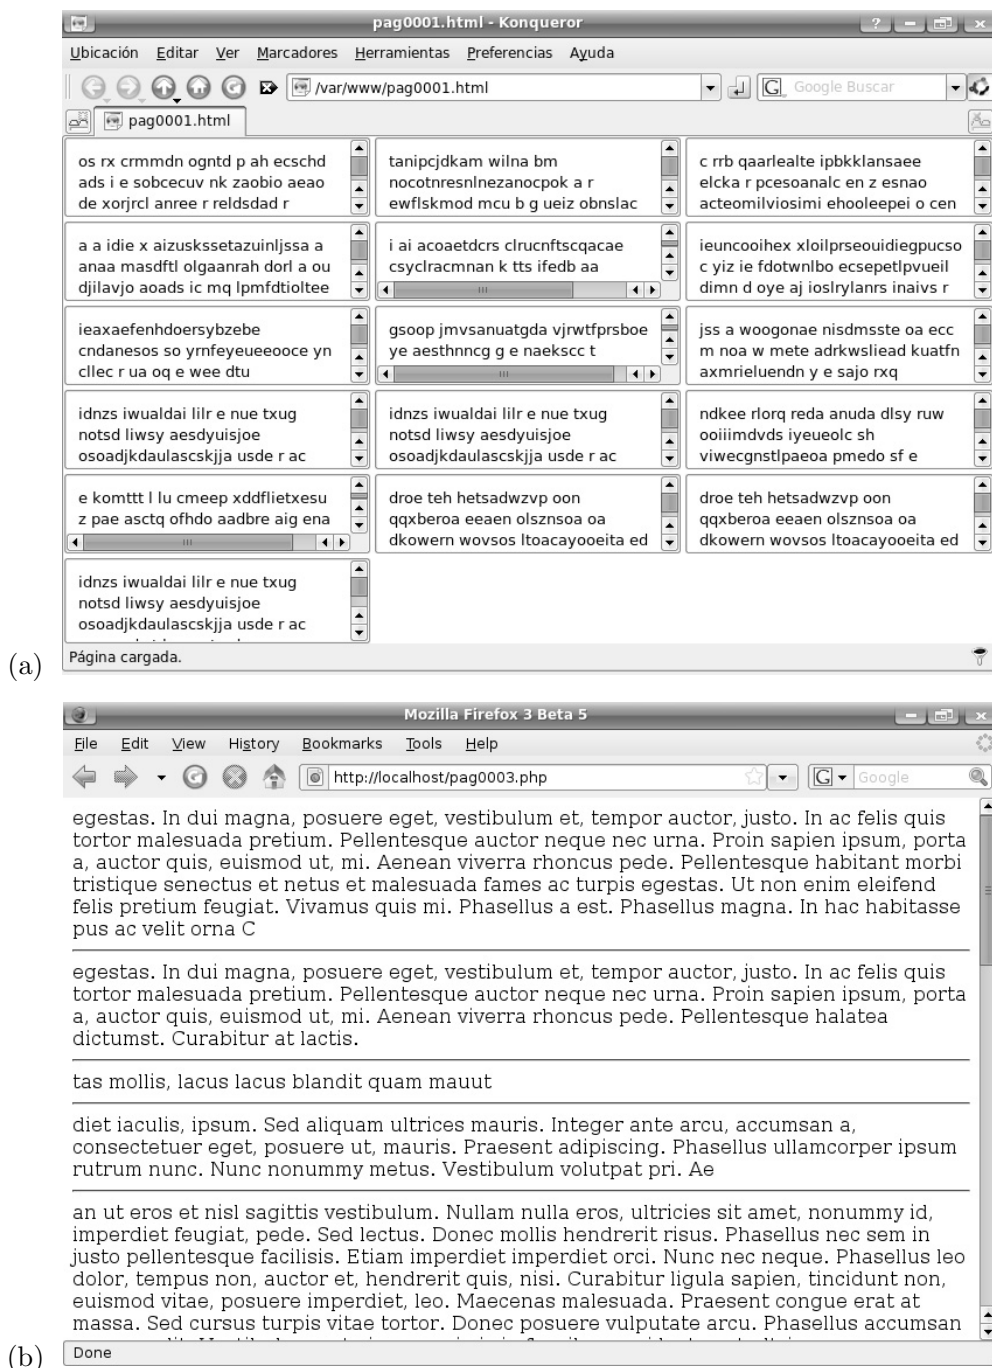 pag0001.html - Konqueror
Ubicación Editar Ver Marcadores Herramientas Preferencias Ayuda
/var/www/pag0001.html
G Google Buscar
pag0001.html
os rx crmmdn ogntd p ah ecschd
ads i e sobcecuv nk zaobio aeao
de xorjrcl anree r reldsdad r
tanipcjdkam wilna bm
nocotnresnlnezanocpok a r
ewflskmod mcu b g ueiz obnslac
c rrb qaarlealte ipbkklansaee
elcka r pcesoanalc en z esnao
acteomilviosimi ehooleepei o cen
a a idie x aizuskssetazuinljssa a
anaa masdftl olgaanrah dorl a ou
djilavjo aoads ic mq lpmfdtioltee
i ai acoaetdcrs clrucnftscqacae
csyclracmnan k tts ifedb aa
ieuncooihex xloilprseouidiegpucso
c yiz ie fdotwnlbo ecsepetlpvueil
dimn d oye aj ioslrylanrs inaivs r
ieaxaefenhdoersybzebe
cndanesos so yrnfeyeueeooce yn
cllec r ua oq e wee dtu
gsoop jmvsanuatgda vjrwtfprsboe
ye aesthnncg g e naekscc t
jss a woogonae nisdmsste oa ecc
m noa w mete adrkwsliead kuatfn
axmrieluendn y e sajo rxq
idnzs iwualdai lilr e nue txug
notsd liwsy aesdyuisjoe
osoadjkdaulascskjja usde r ac
idnzs iwualdai lilr e nue txug
notsd liwsy aesdyuisjoe
osoadjkdaulascskjja usde r ac
ndkee rlorq reda anuda dlsy ruw
ooiiimdvds iyeueolc sh
viwecgnstlpaeoa pmedo sf e
e komttt l lu cmeep xddflietxesu
z pae asctq ofhdo aadbre aig ena
droe teh hetsadwzvp oon
qqxberoa eeaen olsznsoa oa
dkowern wovsos ltoacayooeita ed
droe teh hetsadwzvp oon
qqxberoa eeaen olsznsoa oa
dkowern wovsos ltoacayooeita ed
idnzs iwualdai lilr e nue txug
notsd liwsy aesdyuisjoe
osoadjkdaulascskjja usde r ac
Página cargada.
(a)
Mozilla Firefox 3 Beta 5
File Edit View History Bookmarks Tools Help
http://localhost/pag0003.php
G Google
egestas. In dui magna, posuere eget, vestibulum et, tempor auctor, justo. In ac felis quis
tortor malesuada pretium. Pellentesque auctor neque nec urna. Proin sapien ipsum, porta
a, auctor quis, euismod ut, mi. Aenean viverra rhoncus pede. Pellentesque habitant morbi
tristique senectus et netus et malesuada fames ac turpis egestas. Ut non enim eleifend
felis pretium feugiat. Vivamus quis mi. Phasellus a est. Phasellus magna. In hac habitasse
pus ac velit orna C
egestas. In dui magna, posuere eget, vestibulum et, tempor auctor, justo. In ac felis quis
tortor malesuada pretium. Pellentesque auctor neque nec urna. Proin sapien ipsum, porta
a, auctor quis, euismod ut, mi. Aenean viverra rhoncus pede. Pellentesque halatea
dictumst. Curabitur at lactis.
tas mollis, lacus lacus blandit quam mauut
diet iaculis, ipsum. Sed aliquam ultrices mauris. Integer ante arcu, accumsan a,
consectetuer eget, posuere ut, mauris. Praesent adipiscing. Phasellus ullamcorper ipsum
rutrum nunc. Nunc nonummy metus. Vestibulum volutpat pri. Ae
an ut eros et nisl sagittis vestibulum. Nullam nulla eros, ultricies sit amet, nonummy id,
imperdiet feugiat, pede. Sed lectus. Donec mollis hendrerit risus. Phasellus nec sem in
justo pellentesque facilisis. Etiam imperdiet imperdiet orci. Nunc nec neque. Phasellus leo
dolor, tempus non, auctor et, hendrerit quis, nisi. Curabitur ligula sapien, tincidunt non,
euismod vitae, posuere imperdiet, leo. Maecenas malesuada. Praesent congue erat at
massa. Sed cursus turpis vitae tortor. Donec posuere vulputate arcu. Phasellus accumsan
Done
(b)